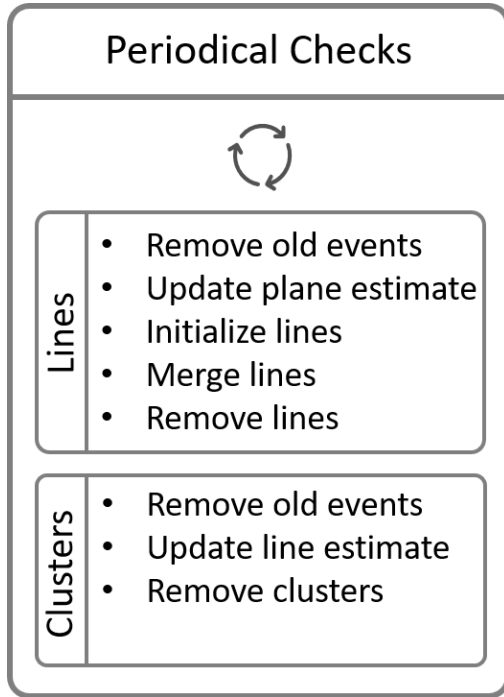 Periodical Checks
Lines
• Remove old events
• Update plane estimate
• Initialize lines
• Merge lines
• Remove lines
Clusters
• Remove old events
• Update line estimate
• Remove clusters